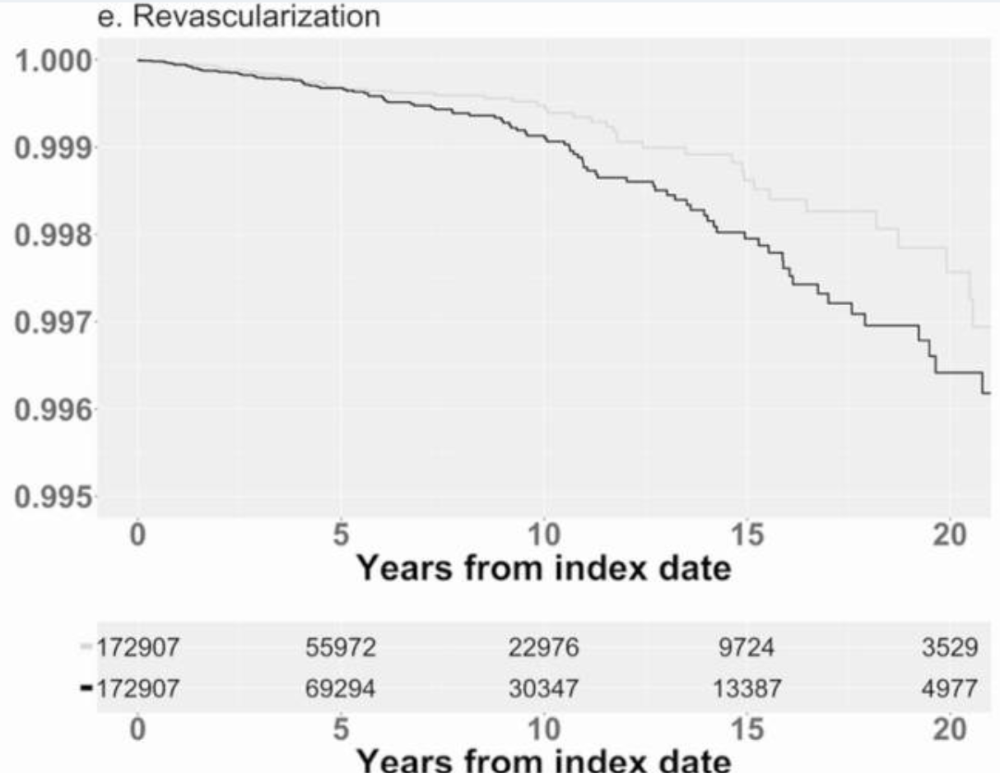 e. Revascularization
1.000
0.999
0.998
0.997
0.996
0.995
0 5 10 15 20
Years from index date
172907 55972 22976 9724 3529
172907 69294 30347 13387 4977
0 5 10 15 20
Years from index date